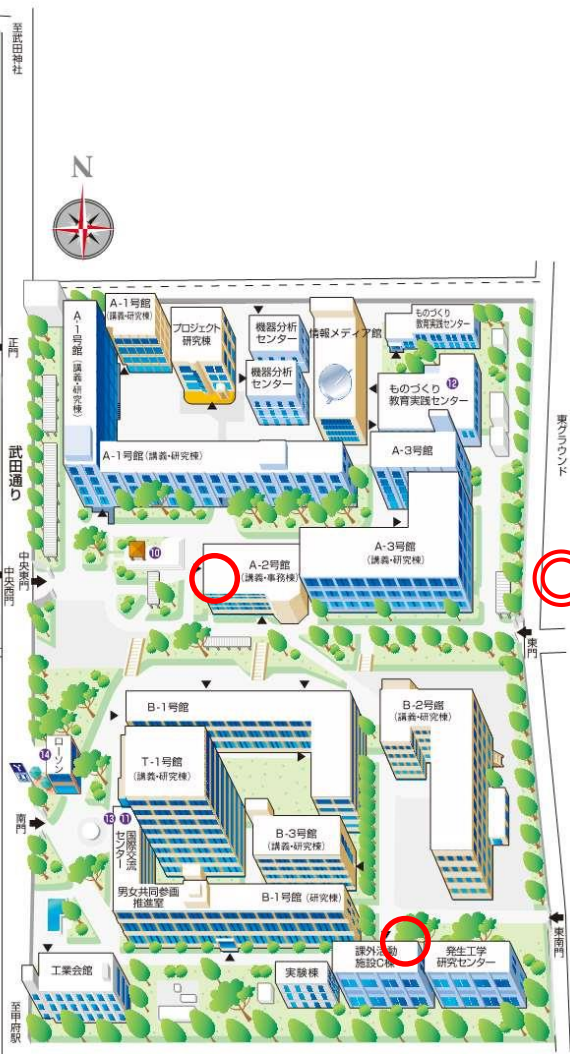 至武田神社
N
正門
武田通り
中央東門
中央西門
南門
至甲府駅
A-1号館
(講義・研究棟)
A-1号館
(講義・研究棟)
プロジェクト
研究棟
機器分析
センター
機器分析
センター
情報メディア館
ものづくり
教育実践センター
ものづくり
教育実践センター
12
A-3号館
東グラウンド
A-1号館(講義・研究棟)
10
A-2号館
(講義・事務棟)
A-3号館
(講義・研究棟)
東門
B-1号館
B-2号館
(講義・研究棟)
14
ローソン
T-1号館
(講義・研究棟)
13
11
国際交流
センター
B-3号館
(講義・研究棟)
男女共同参画
推進室
B-1号館(研究棟)
東南門
工業会館
実験棟
課外活動
施設C棟
発生工学
研究センター